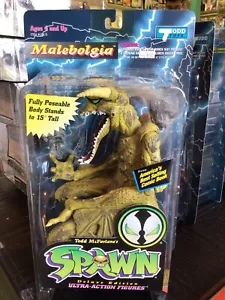 Ages 5 and Up
Malebolgia
TODD
Fully Poseable
Body Stands
to 15" Tall
From
America's
Best Selling
Comic Book
Todd McFarlane's
SPAWN
Deluxe Edition
ULTRA-ACTION FIGURES